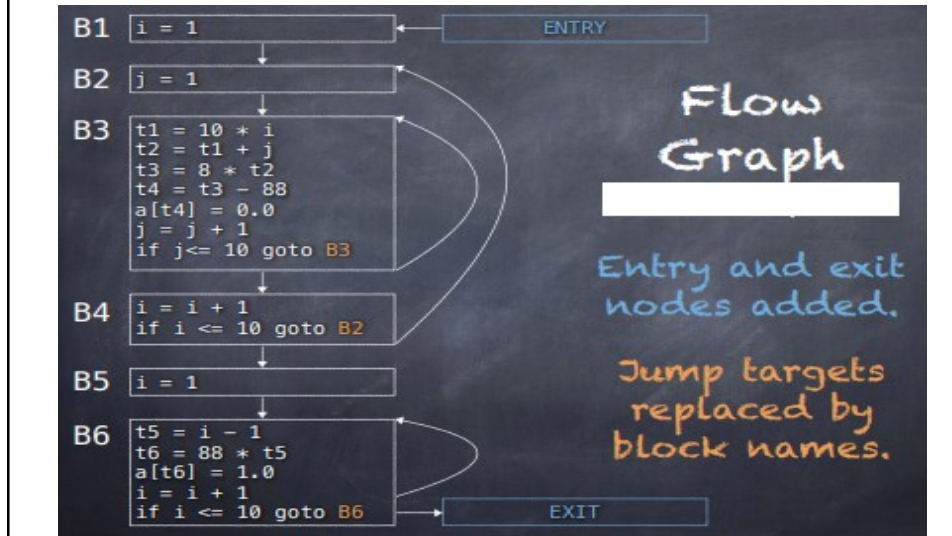 B1 i = 1 ENTRY
B2 j = 1
B3 t1 = 10 * i
t2 = t1 + j
t3 = 8 * t2
t4 = t3 - 88
a[t4] = 0.0
j = j + 1
if j<= 10 goto B3
B4 i = i + 1
if i <= 10 goto B2
B5 i = 1
B6 t5 = i - 1
t6 = 88 * t5
a[t6] = 1.0
i = i + 1
if i <= 10 goto B6
EXIT
Flow
Graph
Entry and exit
nodes added.
Jump targets
replaced by
block names.